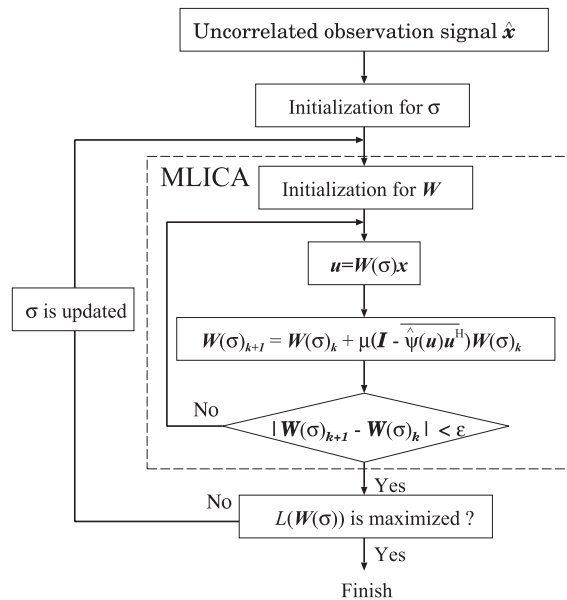 Uncorrelated observation signal x̂
Initialization for σ
MLICA
Initialization for W
u=W(σ)x
σ is updated
W(σ)ₖ₊₁ = W(σ)ₖ + μ(I - \overline{ψ̂(u)uᴴ})W(σ)ₖ
No
| W(σ)ₖ₊₁ - W(σ)ₖ | < ε
Yes
No
L(W(σ)) is maximized ?
Yes
Finish